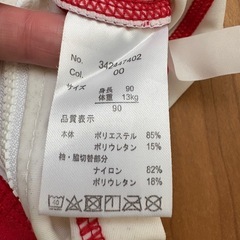 No. 342447402
Col. 00
サイズ 身長 90
体重 13kg
90
品質表示
本体 ポリエステル 85%
ポリウレタン 15%
袖・脇切替部分
ナイロン 82%
ポリウレタン 18%